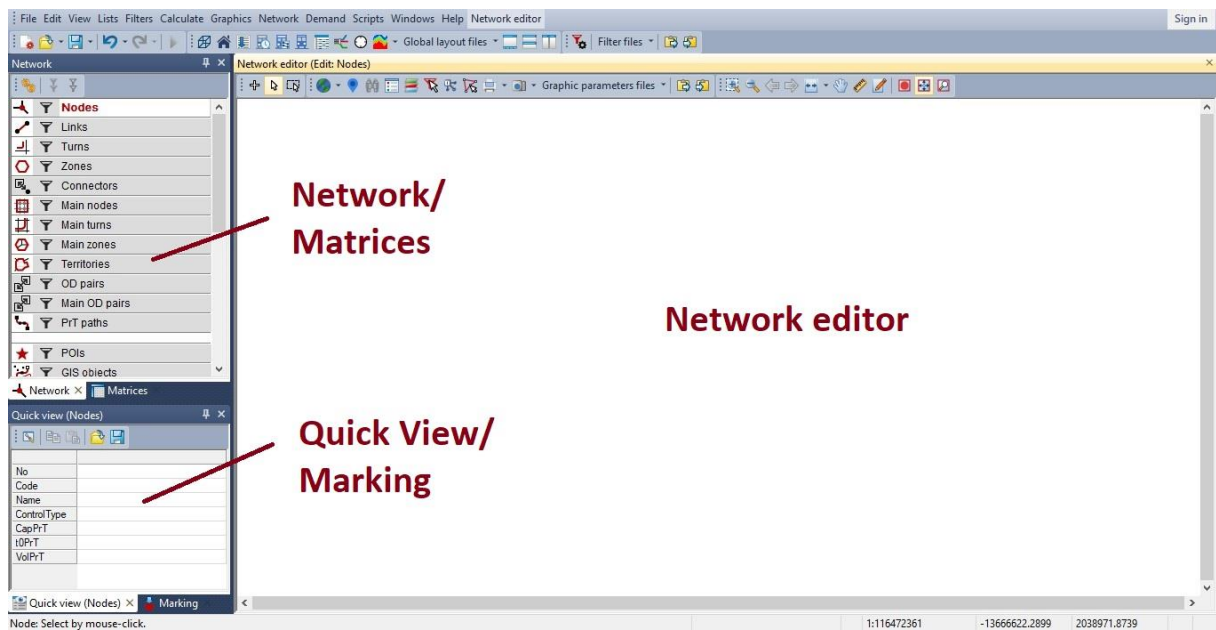 File Edit View Lists Filters Calculate Graphics Network Demand Scripts Windows Help Network editor Sign in
Global layout files Filter files
Network
Network editor (Edit: Nodes)
Graphic parameters files
Nodes
Links
Turns
Zones
Connectors
Main nodes
Main turns
Main zones
Territories
OD pairs
Main OD pairs
PrT paths
POIs
GIS objects
Network Matrices
Network/
Matrices
Network editor
Quick view (Nodes)
No
Code
Name
ControlType
CapPrT
t0PrT
VolPrT
Quick View/
Marking
Quick view (Nodes) Marking
Node: Select by mouse-click. 1:116472361 -13666622.2899 2038971.8739